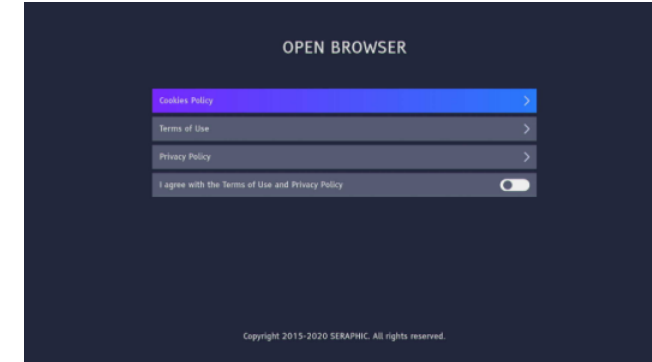 OPEN BROWSER
Cookies Policy
Terms of Use
Privacy Policy
I agree with the Terms of Use and Privacy Policy
Copyright 2015-2020 SERAPHIC. All rights reserved.